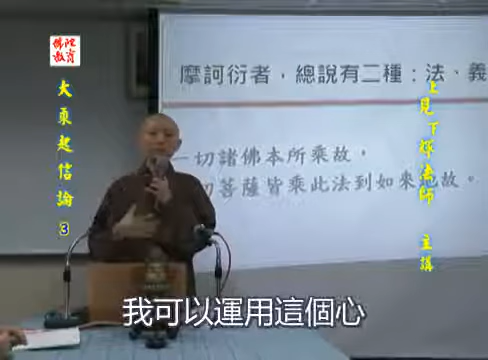 佛陀
教育
大乘起信論
3
摩訶衍者，總說有二種：法、義
一切諸佛本所乘故，
切菩薩皆乘此法到如來地故。
上見下輝法師 主講
我可以運用這個心